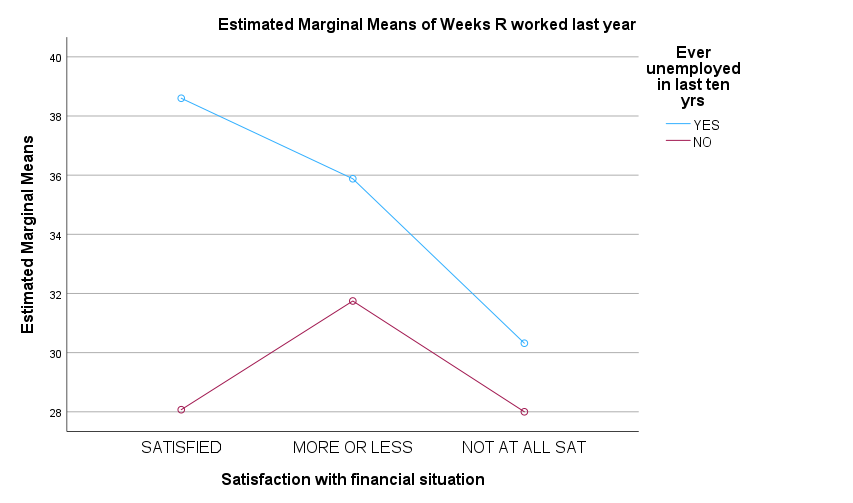 Estimated Marginal Means of Weeks R worked last year
Ever
unemployed
in last ten
yrs
YES
NO
Estimated Marginal Means
40
38
36
34
32
30
28
SATISFIED
MORE OR LESS
NOT AT ALL SAT
Satisfaction with financial situation